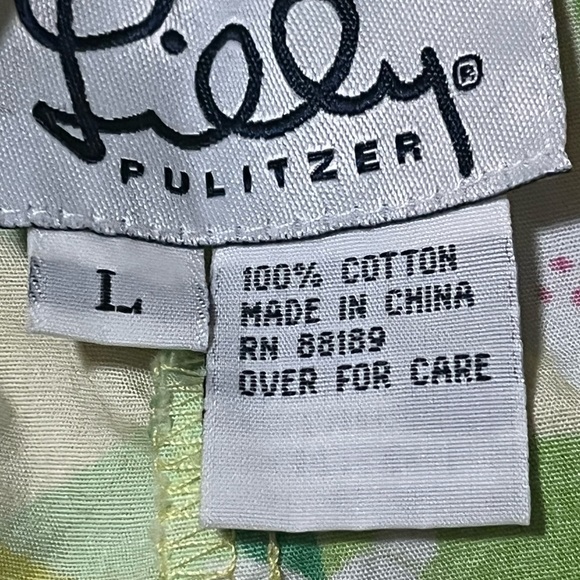 Lilly®
PULITZER
L
100% COTTON
MADE IN CHINA
RN 88189
OVER FOR CARE